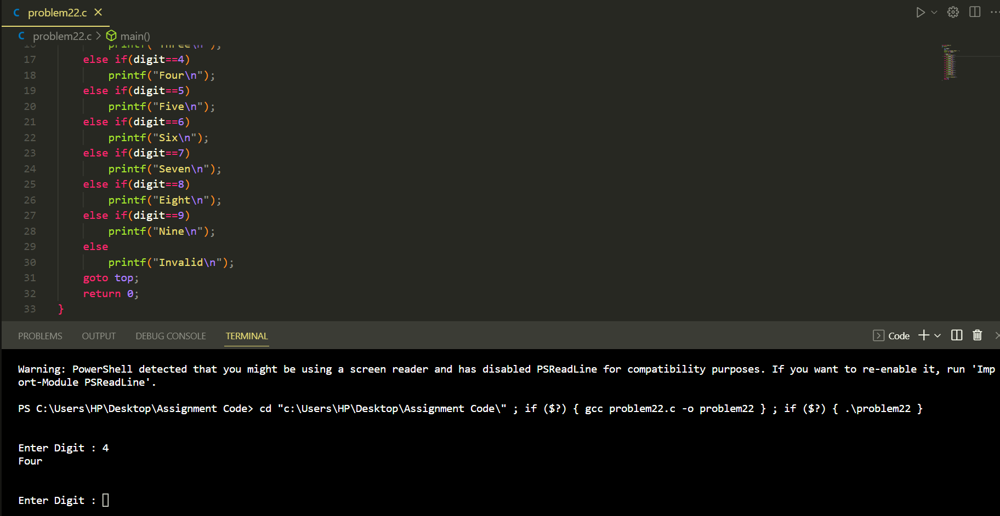 C problem22.c ×
C problem22.c > main()
16 printf("Three\n");
17 else if(digit==4)
18 printf("Four\n");
19 else if(digit==5)
20 printf("Five\n");
21 else if(digit==6)
22 printf("Six\n");
23 else if(digit==7)
24 printf("Seven\n");
25 else if(digit==8)
26 printf("Eight\n");
27 else if(digit==9)
28 printf("Nine\n");
29 else
30 printf("Invalid\n");
31 goto top;
32 return 0;
33 }
PROBLEMS OUTPUT DEBUG CONSOLE TERMINAL Code
Warning: PowerShell detected that you might be using a screen reader and has disabled PSReadLine for compatibility purposes. If you want to re-enable it, run 'Imp
ort-Module PSReadLine'.
PS C:\Users\HP\Desktop\Assignment Code> cd "c:\Users\HP\Desktop\Assignment Code\" ; if ($?) { gcc problem22.c -o problem22 } ; if ($?) { .\problem22 }
Enter Digit : 4
Four
Enter Digit :